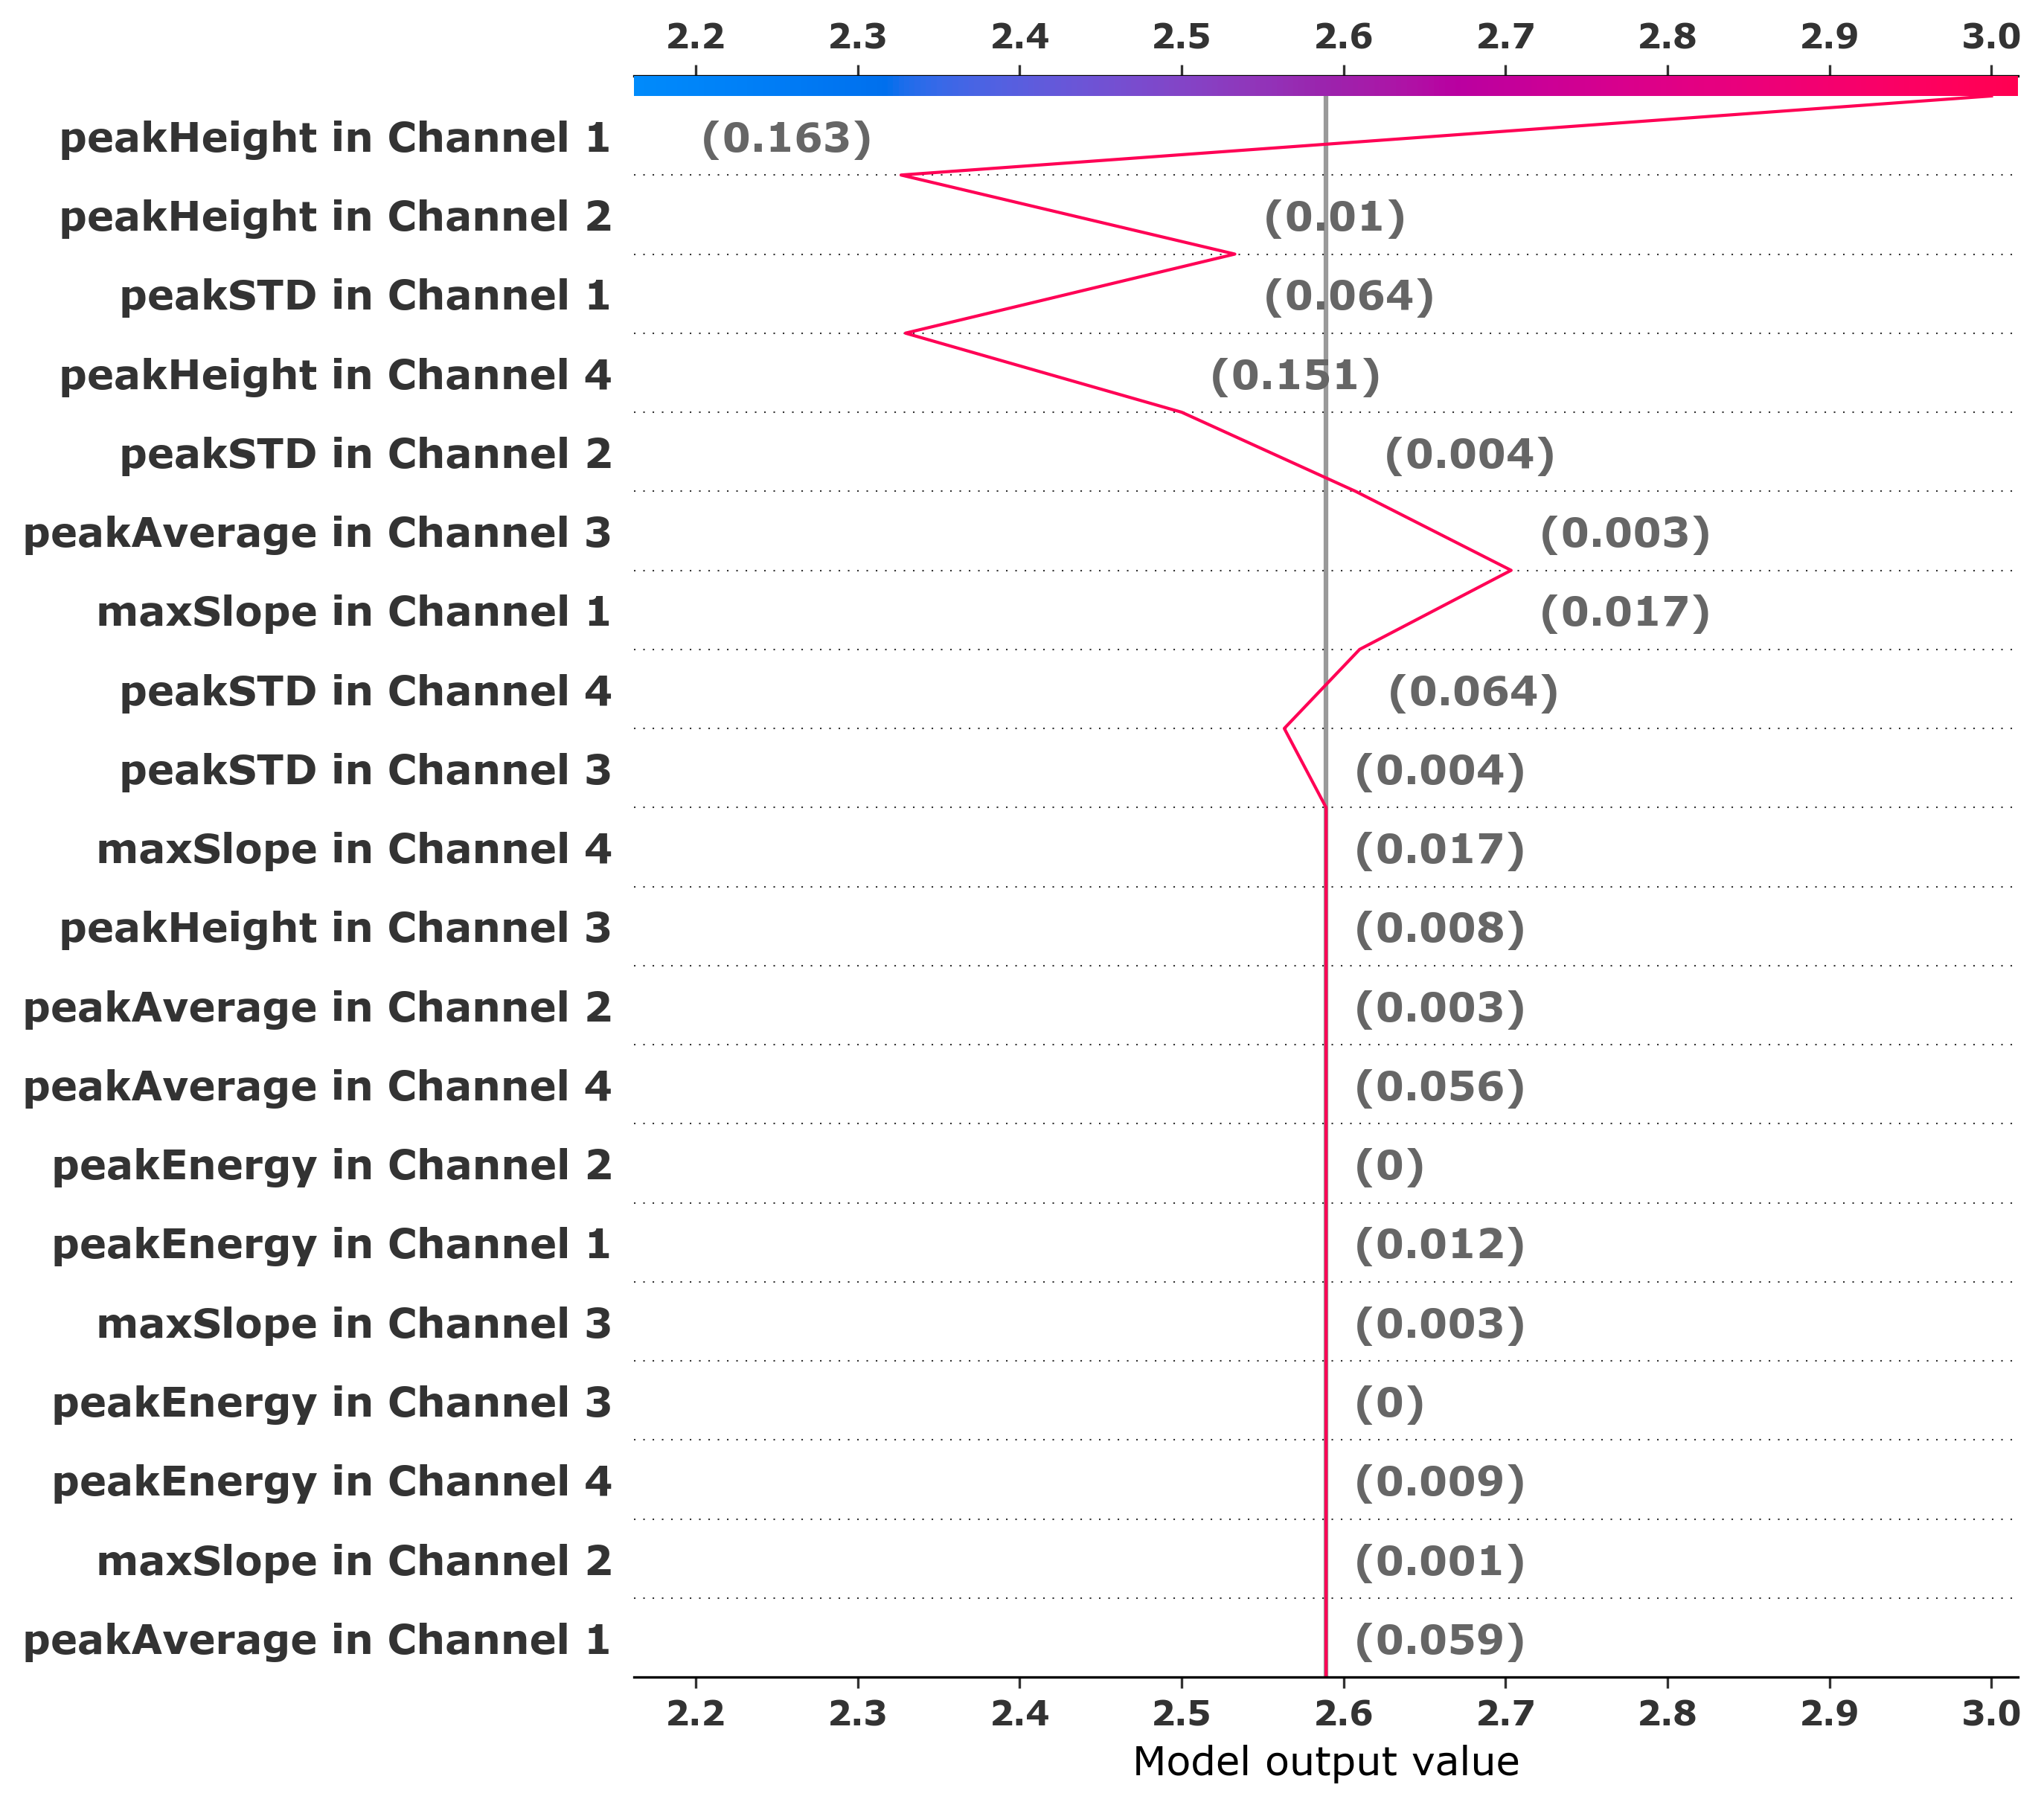 2.2 2.3 2.4 2.5 2.6 2.7 2.8 2.9 3.0
peakHeight in Channel 1 (0.163)
peakHeight in Channel 2 (0.01)
peakSTD in Channel 1 (0.064)
peakHeight in Channel 4 (0.151)
peakSTD in Channel 2 (0.004)
peakAverage in Channel 3 (0.003)
maxSlope in Channel 1 (0.017)
peakSTD in Channel 4 (0.064)
peakSTD in Channel 3 (0.004)
maxSlope in Channel 4 (0.017)
peakHeight in Channel 3 (0.008)
peakAverage in Channel 2 (0.003)
peakAverage in Channel 4 (0.056)
peakEnergy in Channel 2 (0)
peakEnergy in Channel 1 (0.012)
maxSlope in Channel 3 (0.003)
peakEnergy in Channel 3 (0)
peakEnergy in Channel 4 (0.009)
maxSlope in Channel 2 (0.001)
peakAverage in Channel 1 (0.059)
2.2 2.3 2.4 2.5 2.6 2.7 2.8 2.9 3.0
Model output value